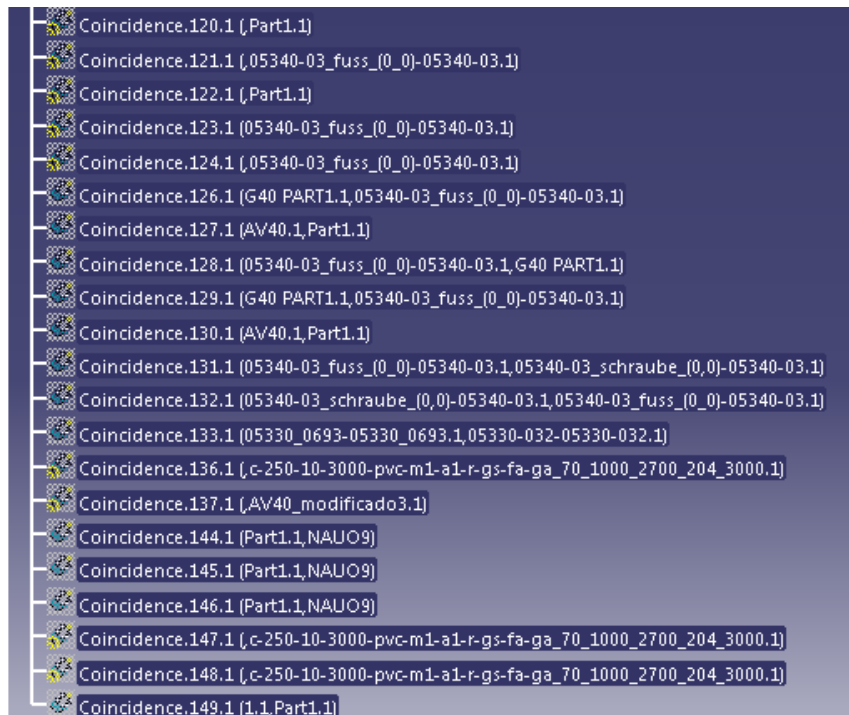 Coincidence.120.1 (,Part1.1)
Coincidence.121.1 (,05340-03_fuss_(0_0)-05340-03.1)
Coincidence.122.1 (,Part1.1)
Coincidence.123.1 (05340-03_fuss_(0_0)-05340-03.1)
Coincidence.124.1 (,05340-03_fuss_(0_0)-05340-03.1)
Coincidence.126.1 (G40 PART1.1,05340-03_fuss_(0_0)-05340-03.1)
Coincidence.127.1 (AV40.1,Part1.1)
Coincidence.128.1 (05340-03_fuss_(0_0)-05340-03.1,G40 PART1.1)
Coincidence.129.1 (G40 PART1.1,05340-03_fuss_(0_0)-05340-03.1)
Coincidence.130.1 (AV40.1,Part1.1)
Coincidence.131.1 (05340-03_fuss_(0_0)-05340-03.1,05340-03_schraube_(0,0)-05340-03.1)
Coincidence.132.1 (05340-03_schraube_(0,0)-05340-03.1,05340-03_fuss_(0_0)-05340-03.1)
Coincidence.133.1 (05330_0693-05330_0693.1,05330-032-05330-032.1)
Coincidence.136.1 (,c-250-10-3000-pvc-m1-a1-r-gs-fa-ga_70_1000_2700_204_3000.1)
Coincidence.137.1 (,AV40_modificado3.1)
Coincidence.144.1 (Part1.1,NAUO9)
Coincidence.145.1 (Part1.1,NAUO9)
Coincidence.146.1 (Part1.1,NAUO9)
Coincidence.147.1 (,c-250-10-3000-pvc-m1-a1-r-gs-fa-ga_70_1000_2700_204_3000.1)
Coincidence.148.1 (,c-250-10-3000-pvc-m1-a1-r-gs-fa-ga_70_1000_2700_204_3000.1)
Coincidence.149.1 (1.1,Part1.1)